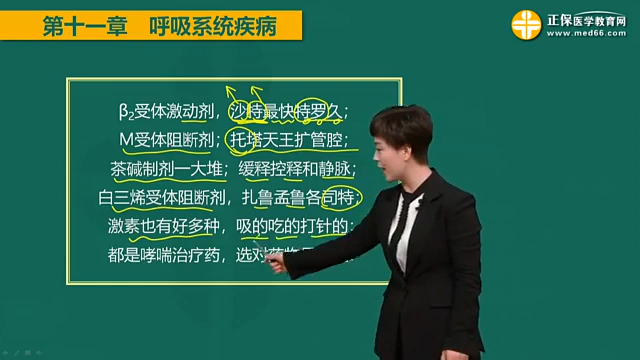 第十一章 呼吸系统疾病
正保医学教育网
www.med66.com
β₂受体激动剂，沙特最快特罗久；
M受体阻断剂；托塔天王扩管腔；
茶碱制剂一大堆；缓释控释和静脉；
白三烯受体阻断剂，扎鲁孟鲁各司特；
激素也有好多种，吸的吃的打针的；
都是哮喘治疗药，选对